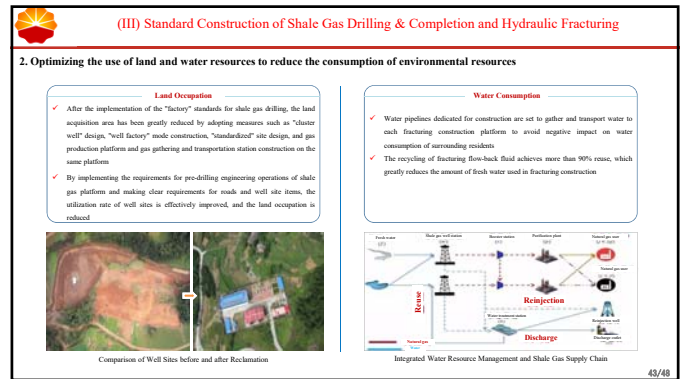 (III) Standard Construction of Shale Gas Drilling & Completion and Hydraulic Fracturing
2. Optimizing the use of land and water resources to reduce the consumption of environmental resources
Land Occupation
✓ After the implementation of the "factory" standards for shale gas drilling, the land
acquisition area has been greatly reduced by adopting measures such as "cluster
well" design, "well factory" mode construction, "standardized" site design, and gas
production platform and gas gathering and transportation station construction on the
same platform
✓ By implementing the requirements for pre-drilling engineering operations of shale
gas platform and making clear requirements for roads and well site items, the
utilization rate of well sites is effectively improved, and the land occupation is
reduced
Water Consumption
✓ Water pipelines dedicated for construction are set to gather and transport water to
each fracturing construction platform to avoid negative impact on water
consumption of surrounding residents
✓ The recycling of fracturing flow-back fluid achieves more than 90% reuse, which
greatly reduces the amount of fresh water used in fracturing construction
Fresh water
Shale gas well station
Booster station
Purification plant
Natural gas user
Natural gas user
Reuse
Reinjection
Water treatment station
Reinjection well
Discharge
Discharge outlet
Natural gas
Water
Comparison of Well Sites before and after Reclamation
Integrated Water Resource Management and Shale Gas Supply Chain
43/48